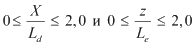 0 ≤ X/L_d ≤ 2,0 и 0 ≤ z/L_e ≤ 2,0